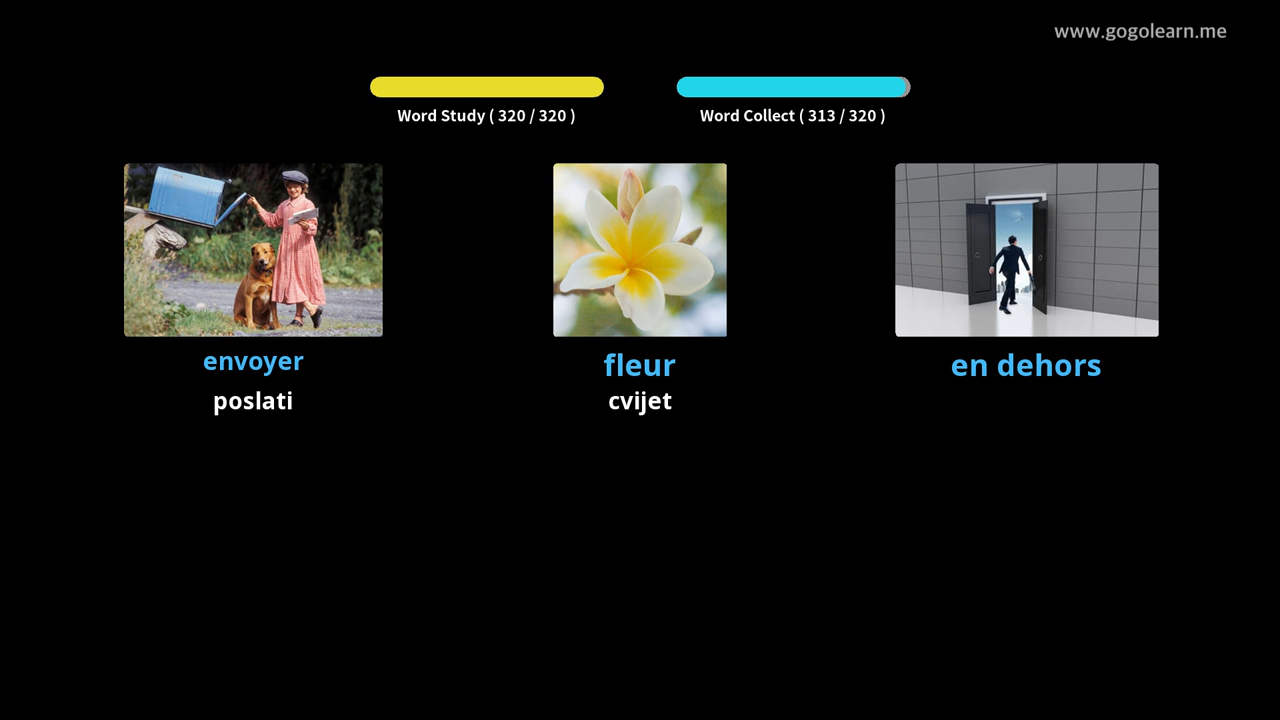 www.gogolearn.me
Word Study ( 320 / 320 )
Word Collect ( 313 / 320 )
envoyer
poslati
fleur
cvijet
en dehors